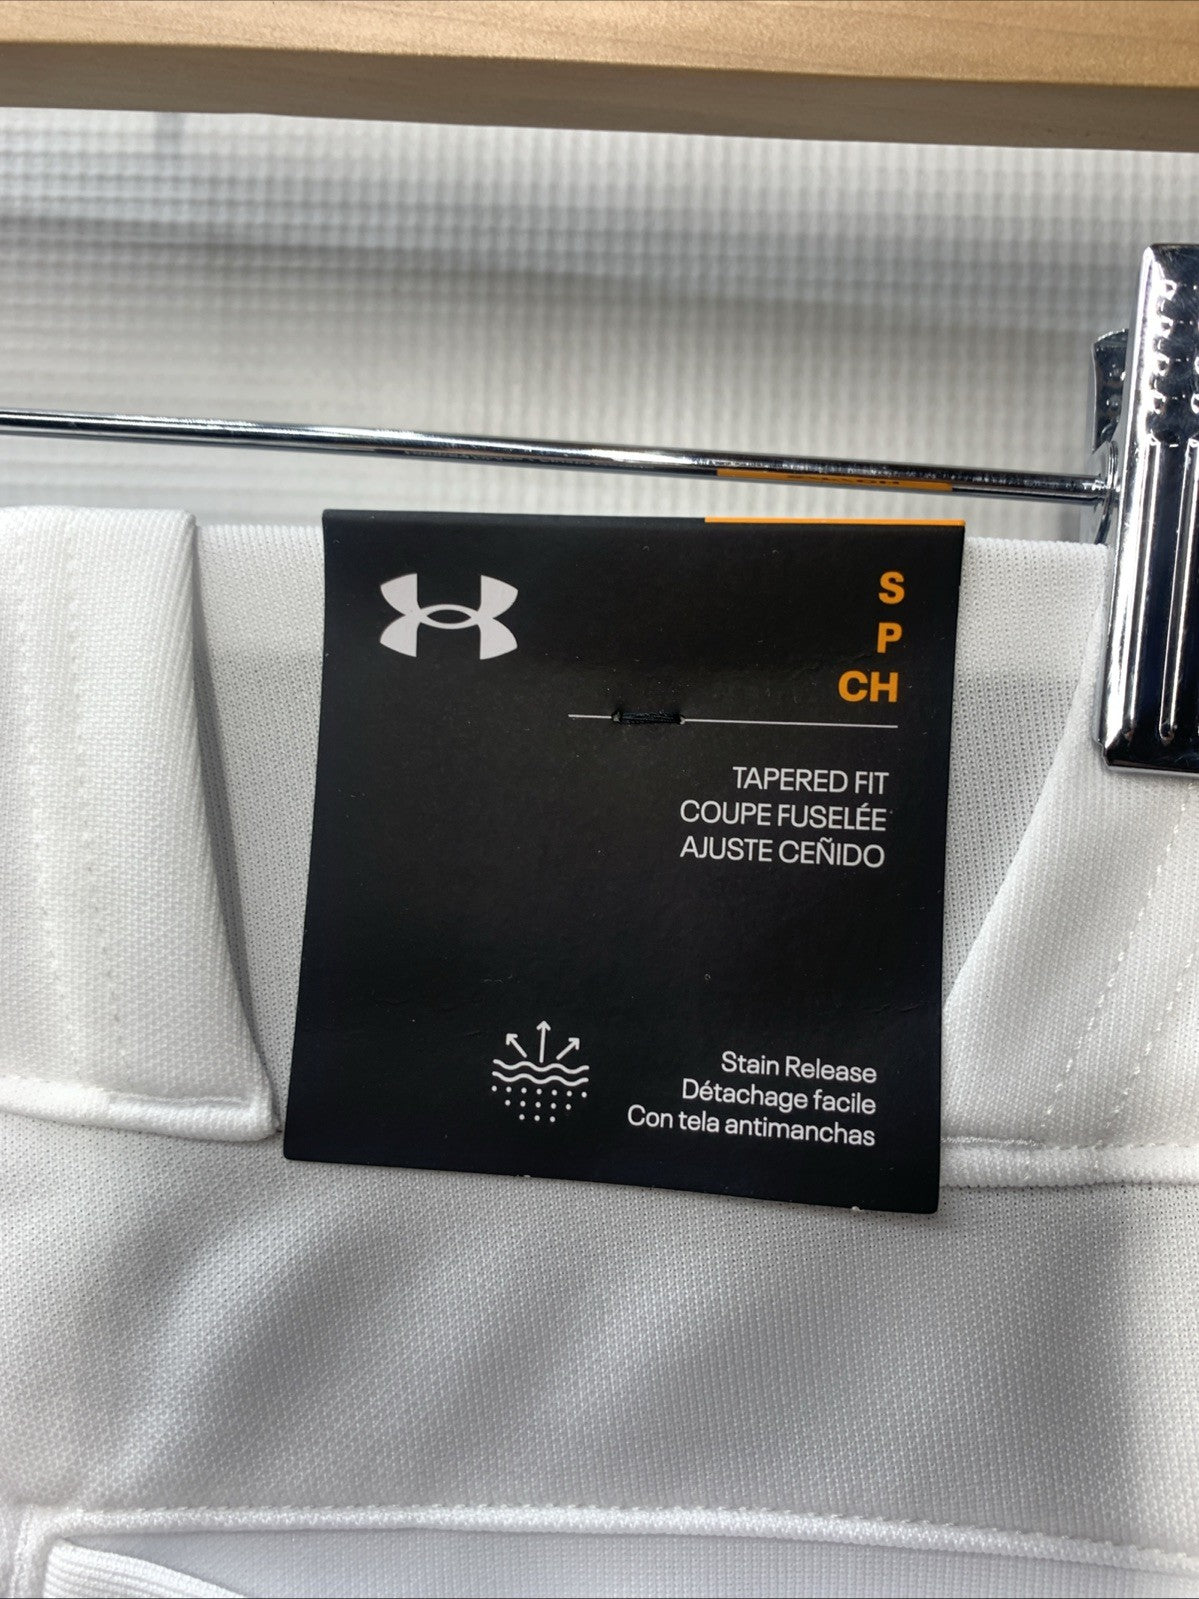 S
P
CH
TAPERED FIT
COUPE FUSELÉE
AJUSTE CEÑIDO
Stain Release
Détachage facile
Con tela antimanchas